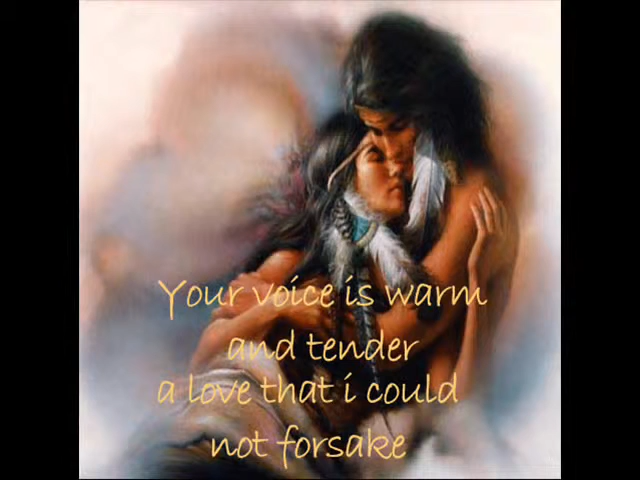 Your voice is warm
and tender
a love that i could
not forsake